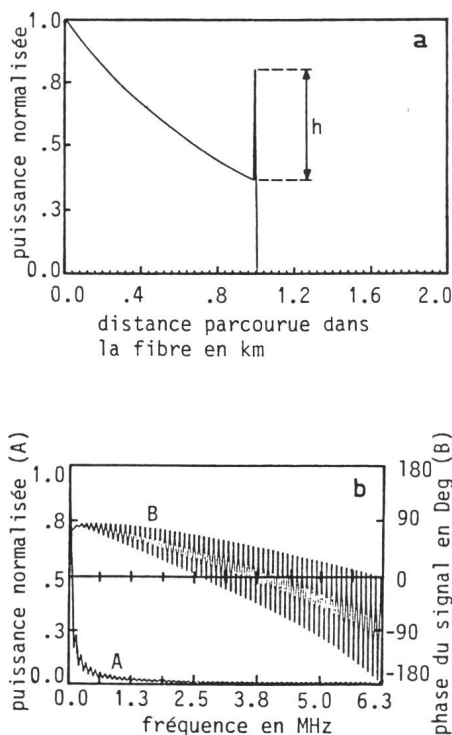 1.0
a
.8
h
.5
.3
0.0
puissance normalisée
0.0 .4 .8 1.2 1.6 2.0
distance parcourue dans
la fibre en km
puissance normalisée (A)
1.0
.8
.5
.3
0.0
b
B
A
180
90
0
-90
-180
phase du signal en Deg (B)
0.0 1.3 2.5 3.8 5.0 6.3
fréquence en MHz